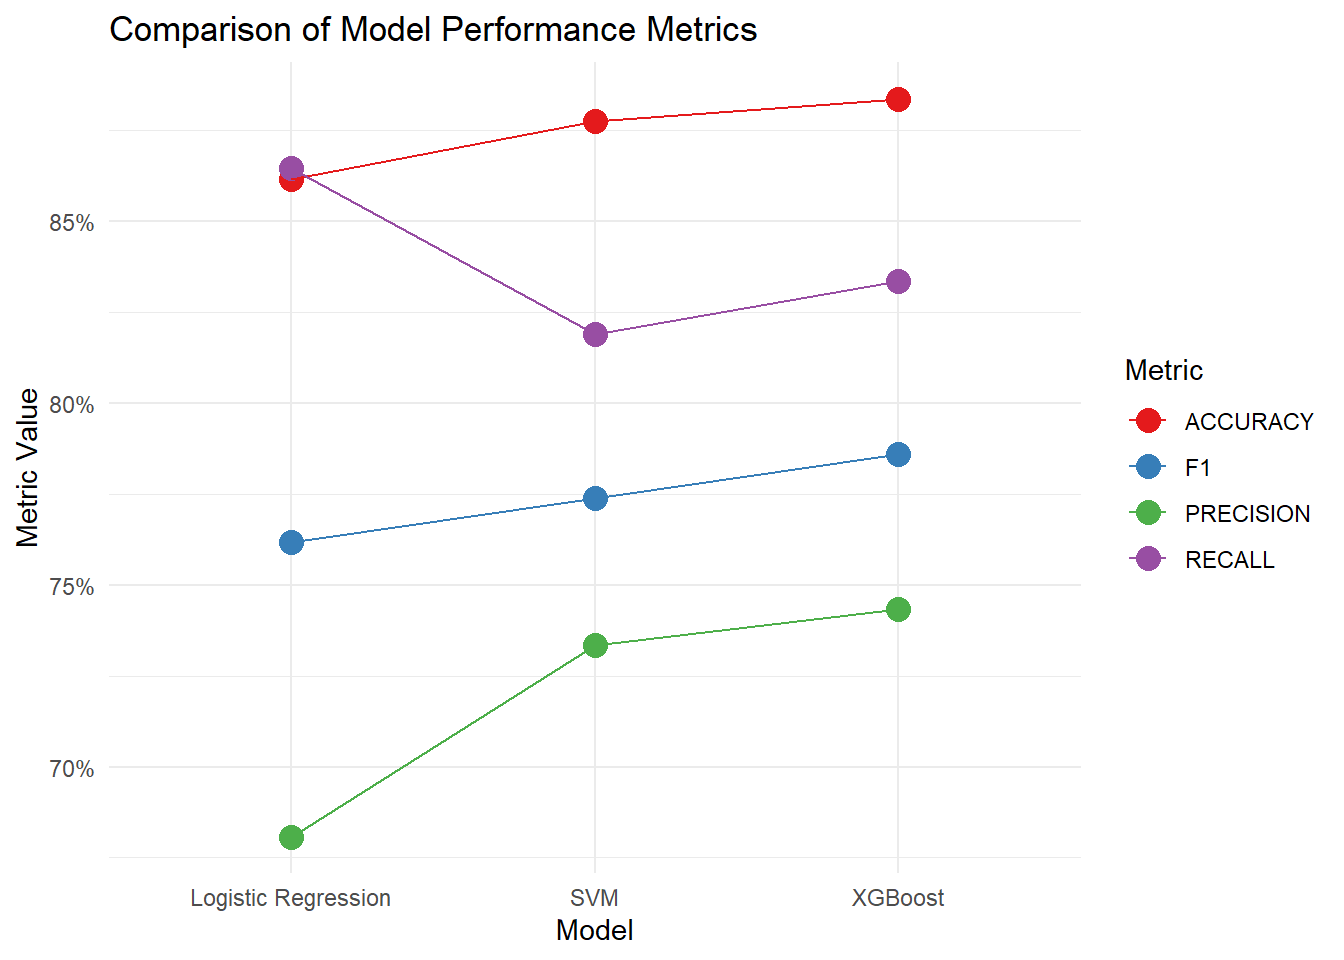 Comparison of Model Performance Metrics
Metric Value
85%
80%
75%
70%
Logistic Regression
SVM
XGBoost
Model
Metric
ACCURACY
F1
PRECISION
RECALL